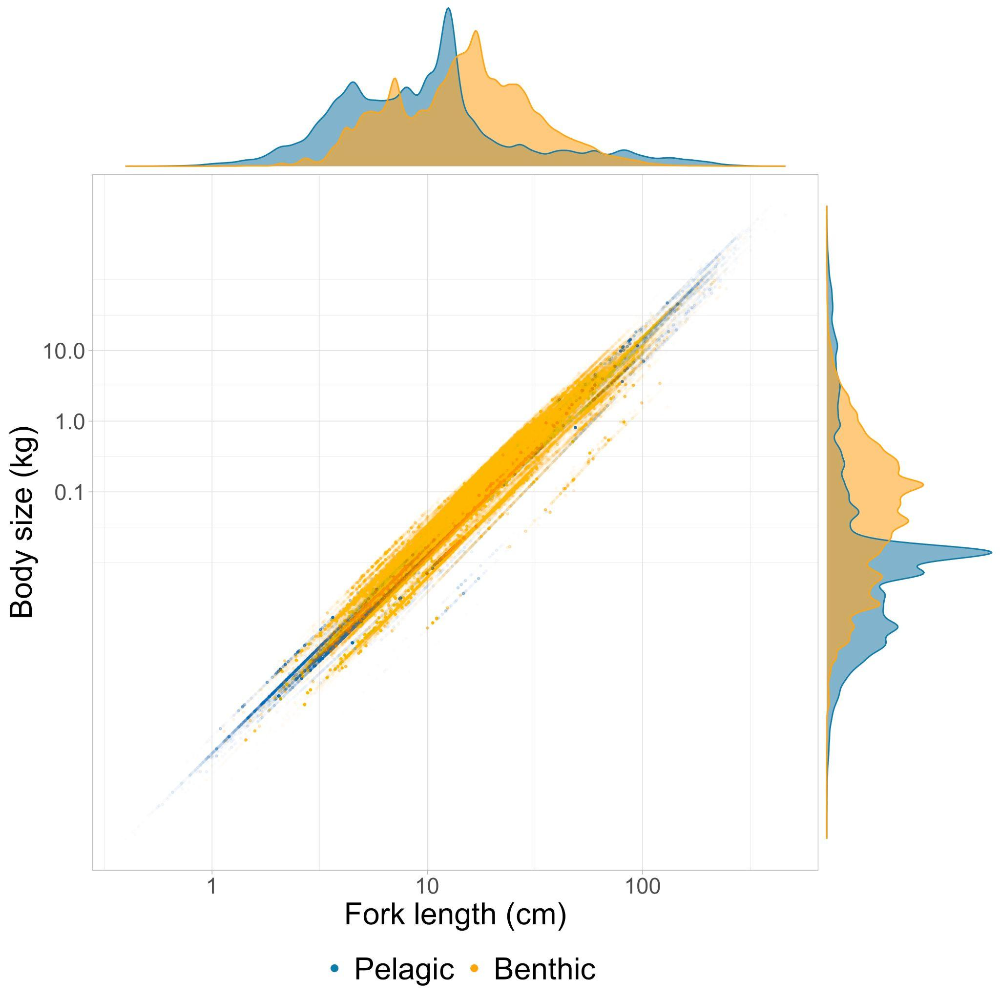 10.0
1.0
0.1
Body size (kg)
1 10 100
Fork length (cm)
Pelagic Benthic